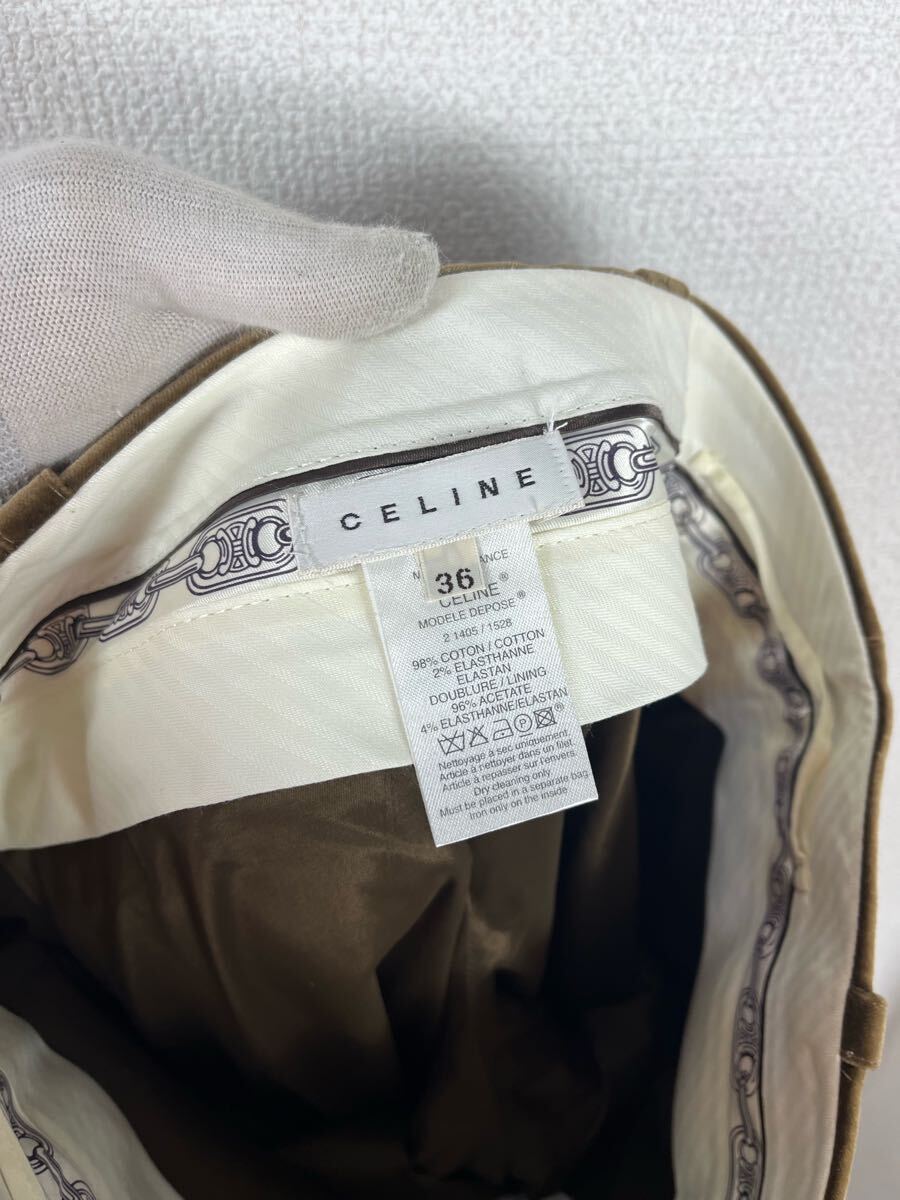 CELINE
36
CELINE®
MODELE DEPOSE®
2 1405 / 1528
98% COTON / COTTON
2% ELASTHANNE
ELASTAN
DOUBLURE / LINING
96% ACETATE
4% ELASTHANNE/ELASTAN
Nettoyage à sec uniquement.
Article à nettoyer dans un filet
Article à repasser sur l'envers.
Dry cleaning only
Must be placed in a separate bag
Iron only on the inside